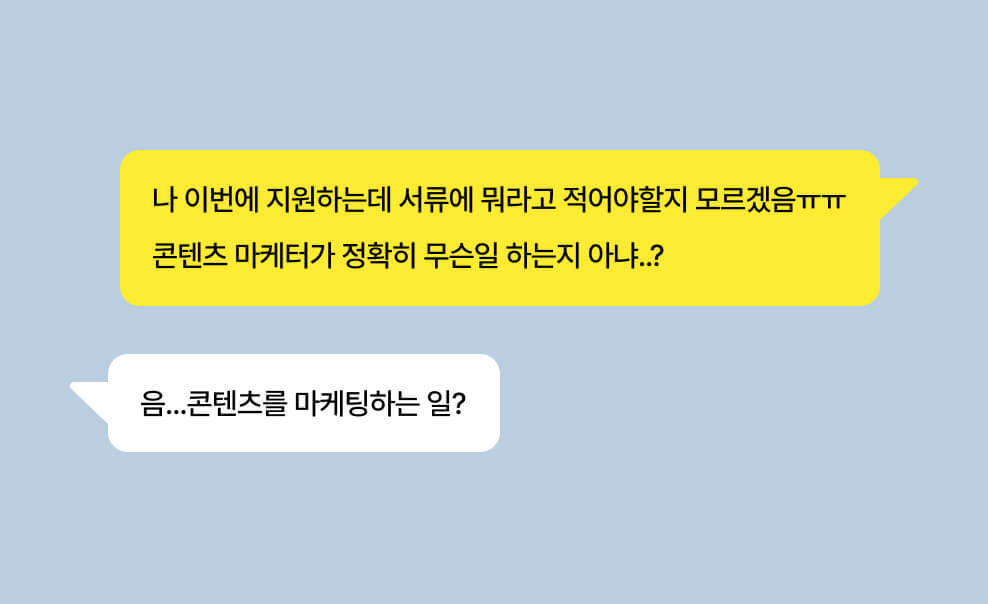 나 이번에 지원하는데 서류에 뭐라고 적어야할지 모르겠음ㅠㅠ
콘텐츠 마케터가 정확히 무슨일 하는지 아냐..?
음...콘텐츠를 마케팅하는 일?